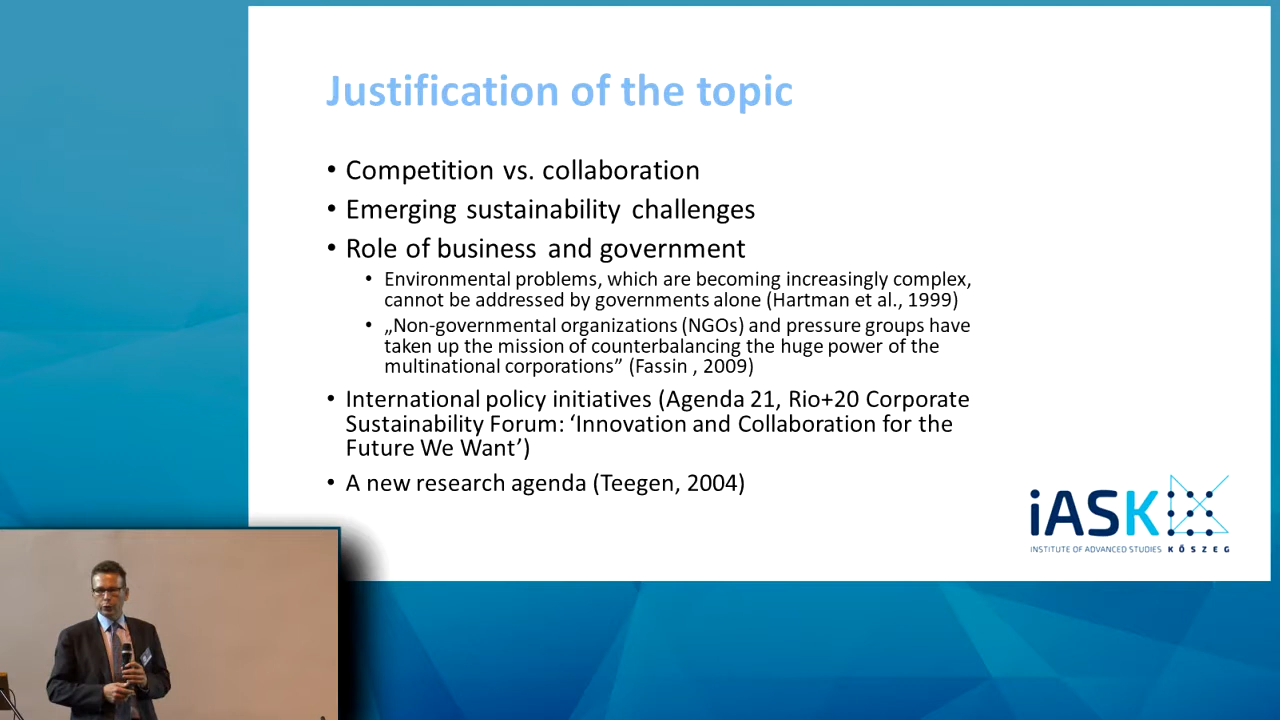 Justification of the topic
• Competition vs. collaboration
• Emerging sustainability challenges
• Role of business and government
• Environmental problems, which are becoming increasingly complex,
cannot be addressed by governments alone (Hartman et al., 1999)
• „Non-governmental organizations (NGOs) and pressure groups have
taken up the mission of counterbalancing the huge power of the
multinational corporations” (Fassin , 2009)
• International policy initiatives (Agenda 21, Rio+20 Corporate
Sustainability Forum: ‘Innovation and Collaboration for the
Future We Want’)
• A new research agenda (Teegen, 2004)
iASK
INSTITUTE OF ADVANCED STUDIES KŐSZEG